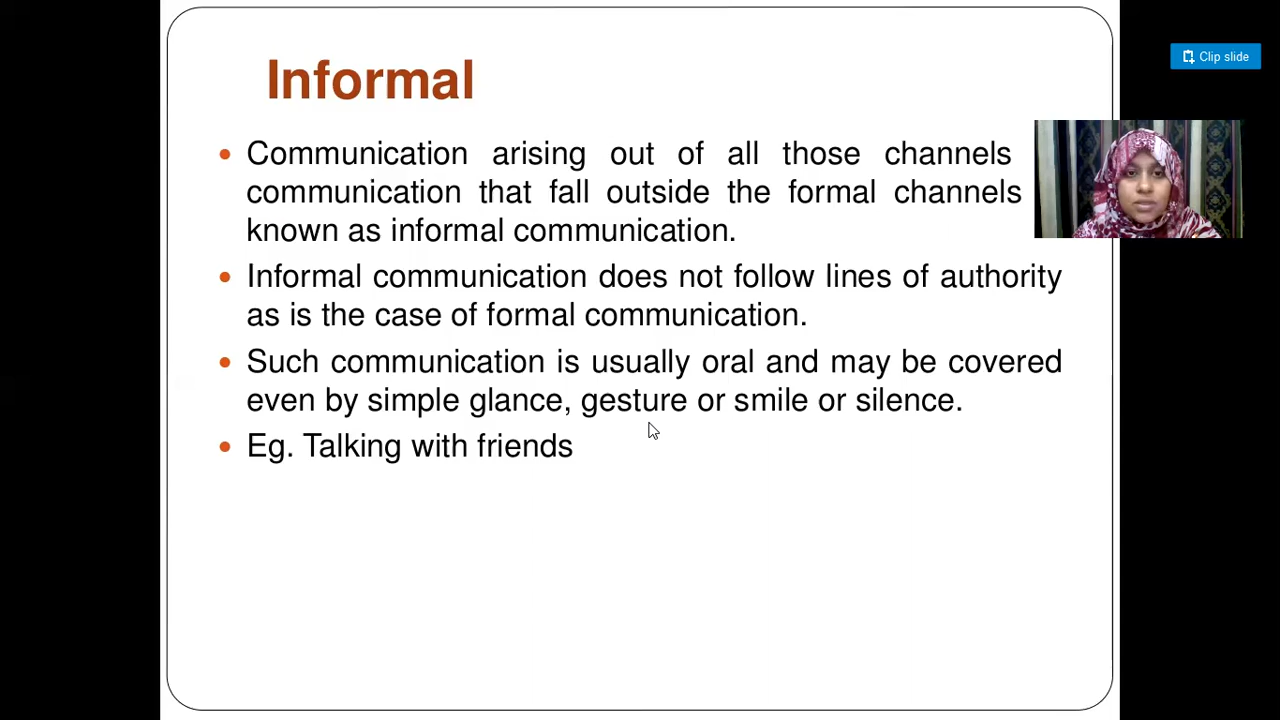 Informal
Clip slide
• Communication arising out of all those channels
communication that fall outside the formal channels
known as informal communication.
• Informal communication does not follow lines of authority
as is the case of formal communication.
• Such communication is usually oral and may be covered
even by simple glance, gesture or smile or silence.
• Eg. Talking with friends